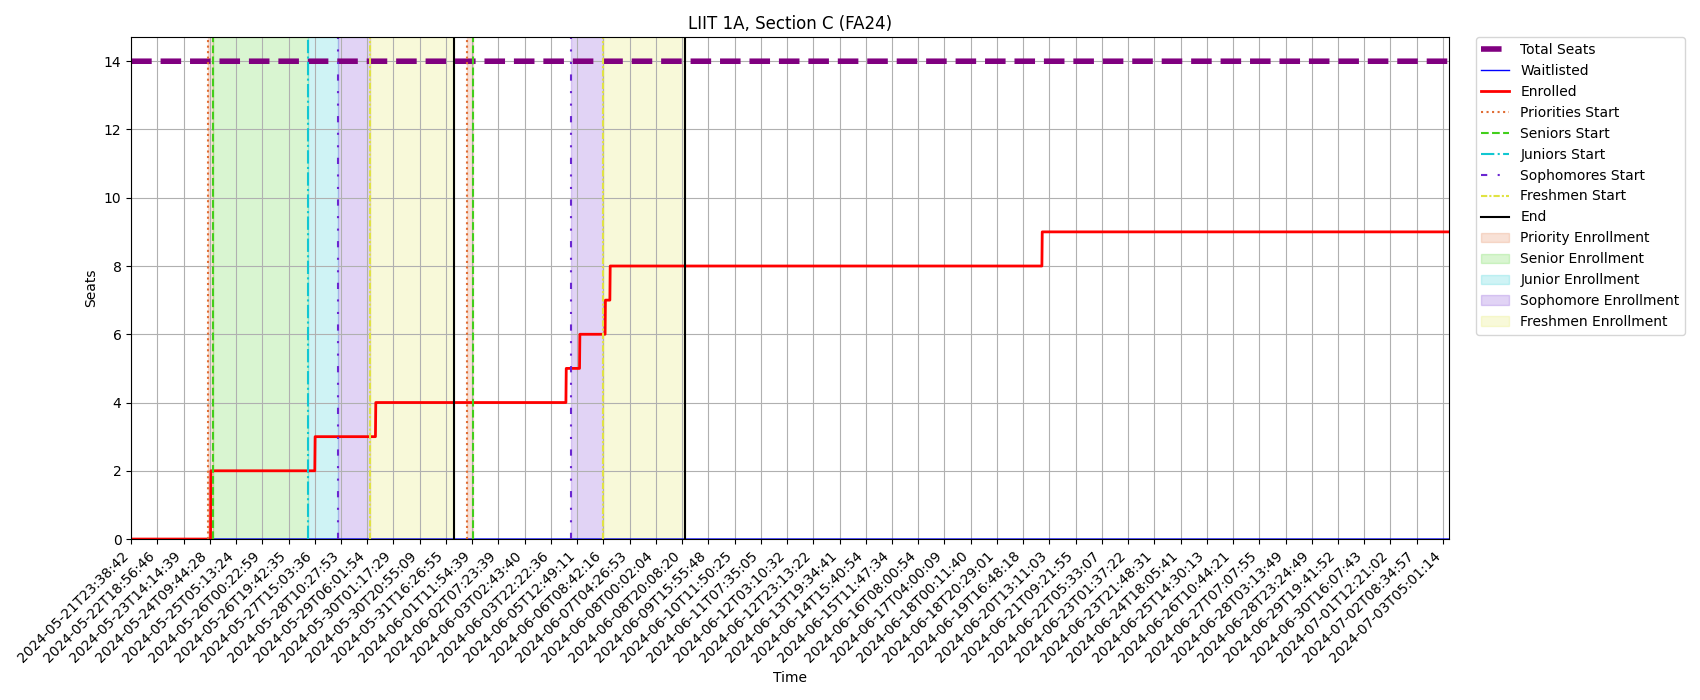 LIIT 1A, Section C (FA24)
Total Seats
Waitlisted
Enrolled
Priorities Start
Seniors Start
Juniors Start
Sophomores Start
Freshmen Start
End
Priority Enrollment
Senior Enrollment
Junior Enrollment
Sophomore Enrollment
Freshmen Enrollment
Seats
14
12
10
8
6
4
2
0
2024-05-21T23:38:42
2024-05-22T18:56:46
2024-05-23T14:14:39
2024-05-24T09:44:28
2024-05-25T05:13:24
2024-05-26T00:22:59
2024-05-26T19:42:35
2024-05-27T15:03:36
2024-05-28T10:27:53
2024-05-29T06:01:54
2024-05-30T01:17:29
2024-05-30T20:55:09
2024-05-31T16:26:55
2024-06-01T11:54:39
2024-06-02T07:23:39
2024-06-03T02:43:40
2024-06-03T22:22:36
2024-06-05T12:49:11
2024-06-06T08:42:16
2024-06-07T04:26:53
2024-06-08T00:02:04
2024-06-08T20:08:20
2024-06-09T15:55:48
2024-06-10T11:50:25
2024-06-11T07:35:05
2024-06-12T03:10:32
2024-06-12T23:13:22
2024-06-13T19:34:41
2024-06-14T15:40:54
2024-06-15T11:47:34
2024-06-16T08:00:54
2024-06-17T04:00:09
2024-06-18T00:11:40
2024-06-18T20:29:01
2024-06-19T16:48:18
2024-06-20T13:11:03
2024-06-21T09:21:55
2024-06-22T05:33:07
2024-06-23T01:37:22
2024-06-23T21:48:31
2024-06-24T18:05:41
2024-06-25T14:30:13
2024-06-26T10:44:21
2024-06-27T07:07:55
2024-06-28T03:13:49
2024-06-28T23:24:49
2024-06-29T19:41:52
2024-06-30T16:07:43
2024-07-01T12:21:02
2024-07-02T08:34:57
2024-07-03T05:01:14
Time